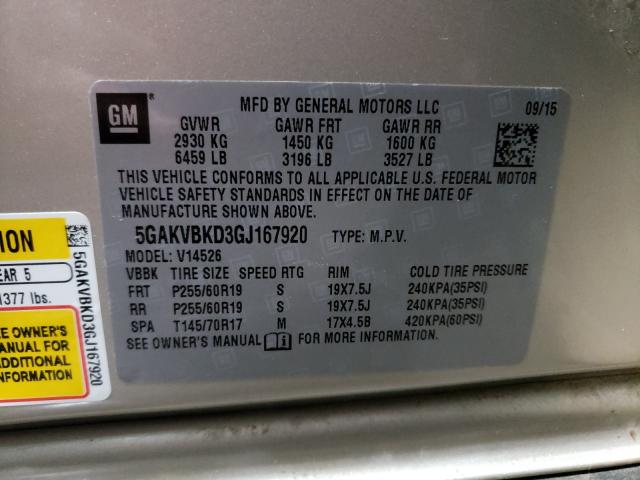 GM
MFD BY GENERAL MOTORS LLC 09/15
GVWR GAWR FRT GAWR RR
2930 KG 1450 KG 1600 KG
6459 LB 3196 LB 3527 LB
THIS VEHICLE CONFORMS TO ALL APPLICABLE U.S. FEDERAL MOTOR
VEHICLE SAFETY STANDARDS IN EFFECT ON THE DATE OF
MANUFACTURE SHOWN ABOVE.
5GAKVBKD3GJ167920 TYPE: M.P.V.
MODEL: V14526
VBBK TIRE SIZE SPEED RTG RIM COLD TIRE PRESSURE
FRT P255/60R19 S 19X7.5J 240KPA(35PSI)
RR P255/60R19 S 19X7.5J 240KPA(35PSI)
SPA T145/70R17 M 17X4.5B 420KPA(60PSI)
SEE OWNER'S MANUAL FOR MORE INFORMATION.
ION
EAR 5
1377 lbs.
SEE OWNER'S
MANUAL FOR
ADDITIONAL
INFORMATION
5GAKVBKD3GJ167920